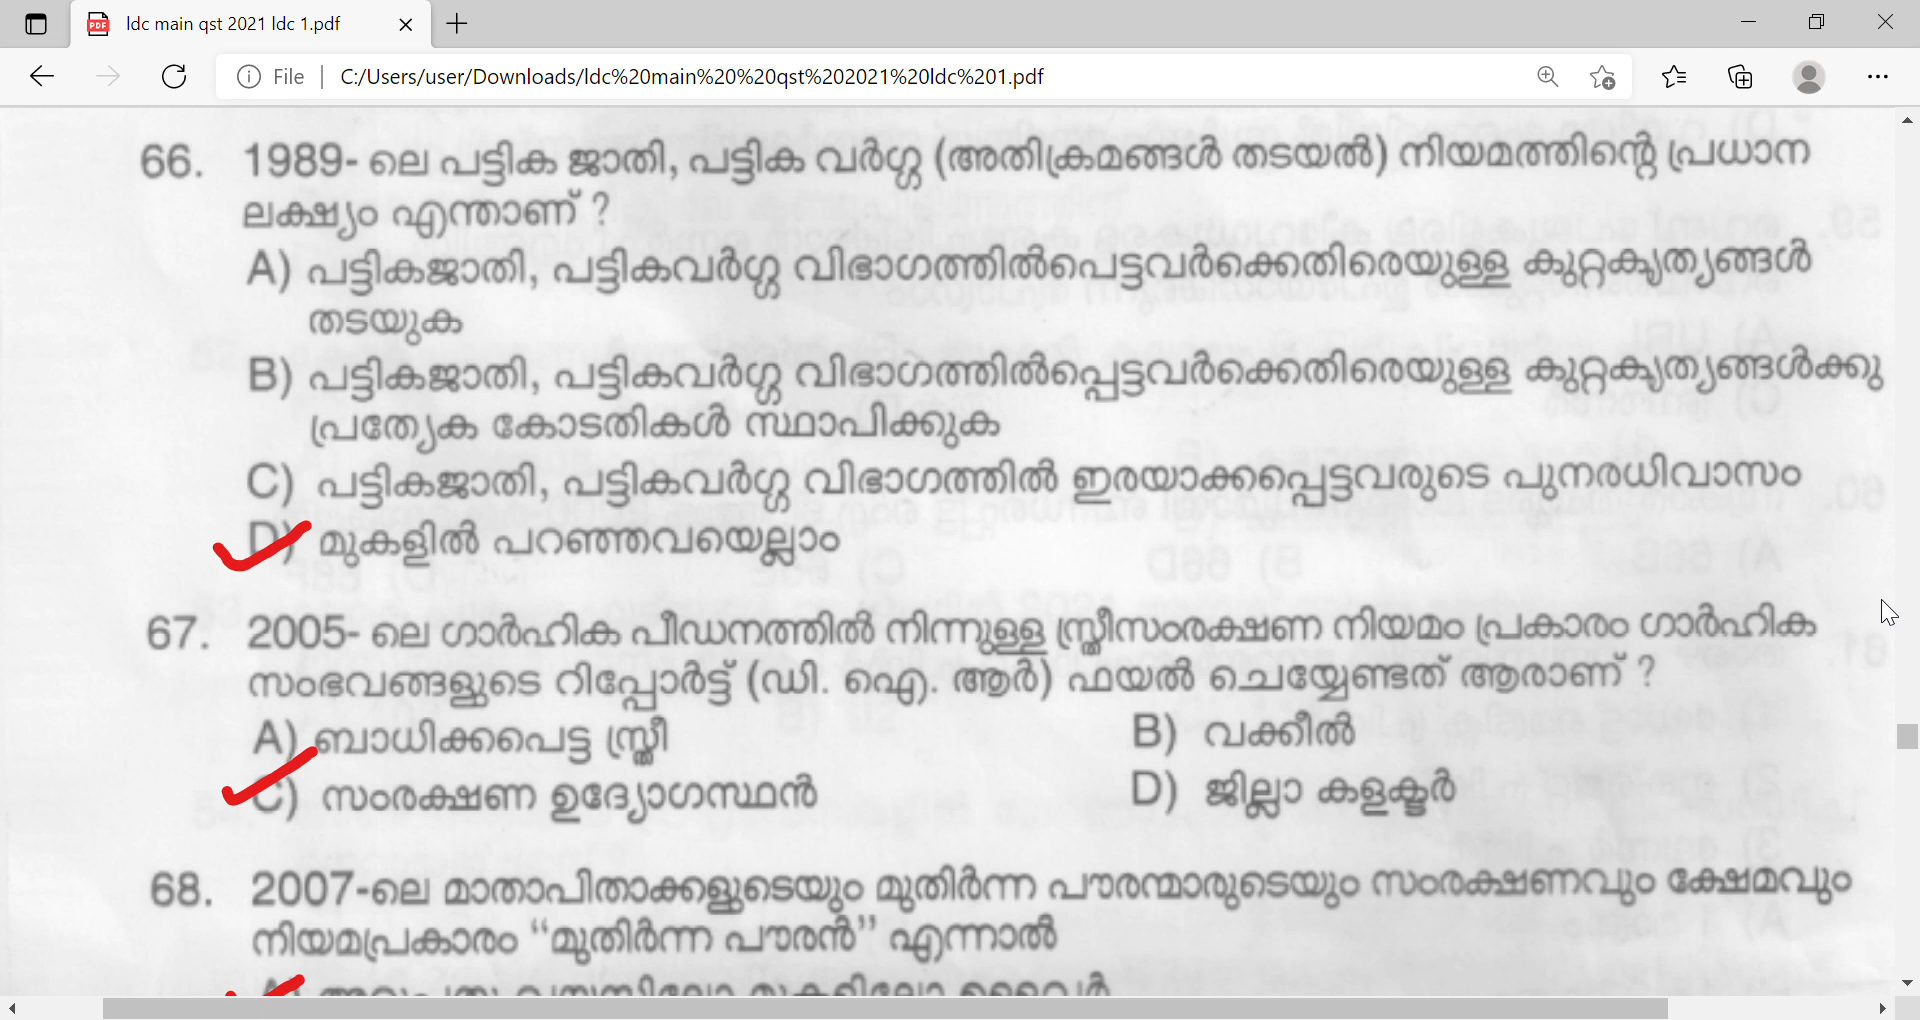 ldc main qst 2021 ldc 1.pdf
File C:/Users/user/Downloads/ldc%20main%20%20qst%202021%20ldc%201.pdf
66. 1989- ലെ പട്ടിക ജാതി, പട്ടിക വർഗ്ഗ (അതിക്രമങ്ങൾ തടയൽ) നിയമത്തിന്റെ പ്രധാന
ലക്ഷ്യം എന്താണ് ?
A) പട്ടികജാതി, പട്ടികവർഗ്ഗ വിഭാഗത്തിൽപെട്ടവർക്കെതിരെയുള്ള കുറ്റകൃത്യങ്ങൾ
തടയുക
B) പട്ടികജാതി, പട്ടികവർഗ്ഗ വിഭാഗത്തിൽപ്പെട്ടവർക്കെതിരെയുള്ള കുറ്റകൃത്യങ്ങൾക്കു
പ്രത്യേക കോടതികൾ സ്ഥാപിക്കുക
C) പട്ടികജാതി, പട്ടികവർഗ്ഗ വിഭാഗത്തിൽ ഇരയാക്കപ്പെട്ടവരുടെ പുനരധിവാസം
D) മുകളിൽ പറഞ്ഞവയെല്ലാം
67. 2005- ലെ ഗാർഹിക പീഡനത്തിൽ നിന്നുള്ള സ്ത്രീസംരക്ഷണ നിയമം പ്രകാരം ഗാർഹിക
സംഭവങ്ങളുടെ റിപ്പോർട്ട് (ഡി. ഐ. ആർ) ഫയൽ ചെയ്യേണ്ടത് ആരാണ് ?
A) ബാധിക്കപെട്ട സ്ത്രീ B) വക്കീൽ
C) സംരക്ഷണ ഉദ്യോഗസ്ഥൻ D) ജില്ലാ കളക്ടർ
68. 2007-ലെ മാതാപിതാക്കളുടെയും മുതിർന്ന പൗരന്മാരുടെയും സംരക്ഷണവും ക്ഷേമവും
നിയമപ്രകാരം “മുതിർന്ന പൗരൻ” എന്നാൽ